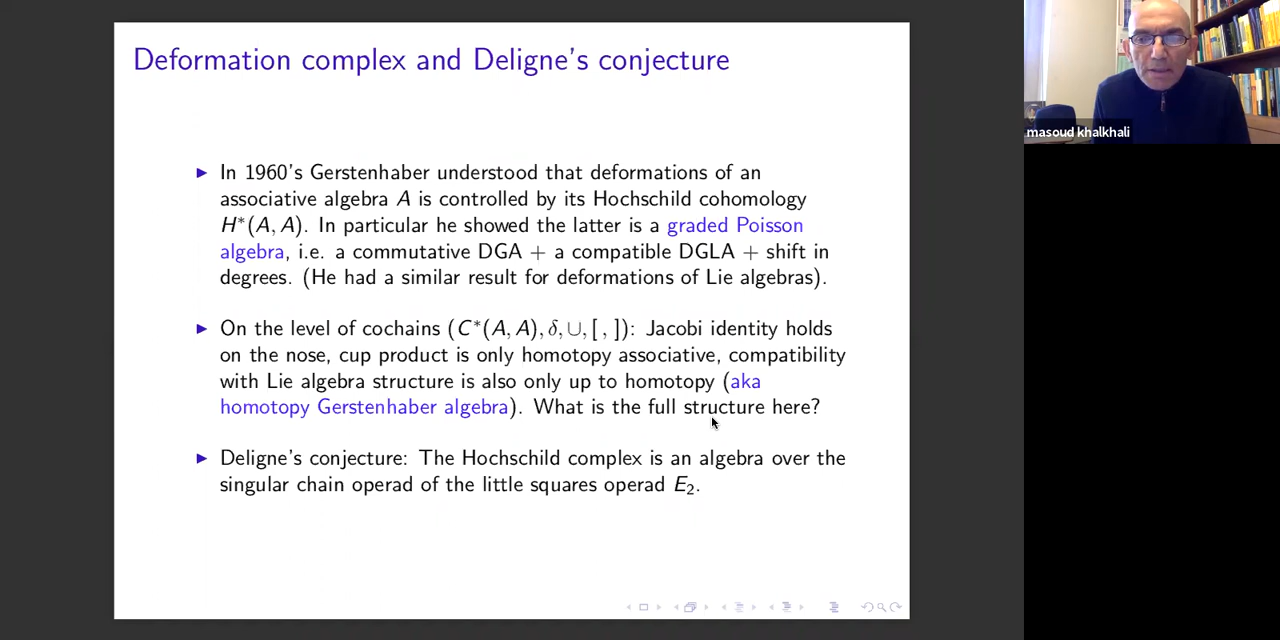 Deformation complex and Deligne's conjecture
masoud khalkhali
▶ In 1960's Gerstenhaber understood that deformations of an
associative algebra A is controlled by its Hochschild cohomology
H*(A, A). In particular he showed the latter is a graded Poisson
algebra, i.e. a commutative DGA + a compatible DGLA + shift in
degrees. (He had a similar result for deformations of Lie algebras).
▶ On the level of cochains (C*(A, A), δ, ∪, [ , ]): Jacobi identity holds
on the nose, cup product is only homotopy associative, compatibility
with Lie algebra structure is also only up to homotopy (aka
homotopy Gerstenhaber algebra). What is the full structure here?
▶ Deligne's conjecture: The Hochschild complex is an algebra over the
singular chain operad of the little squares operad E₂.